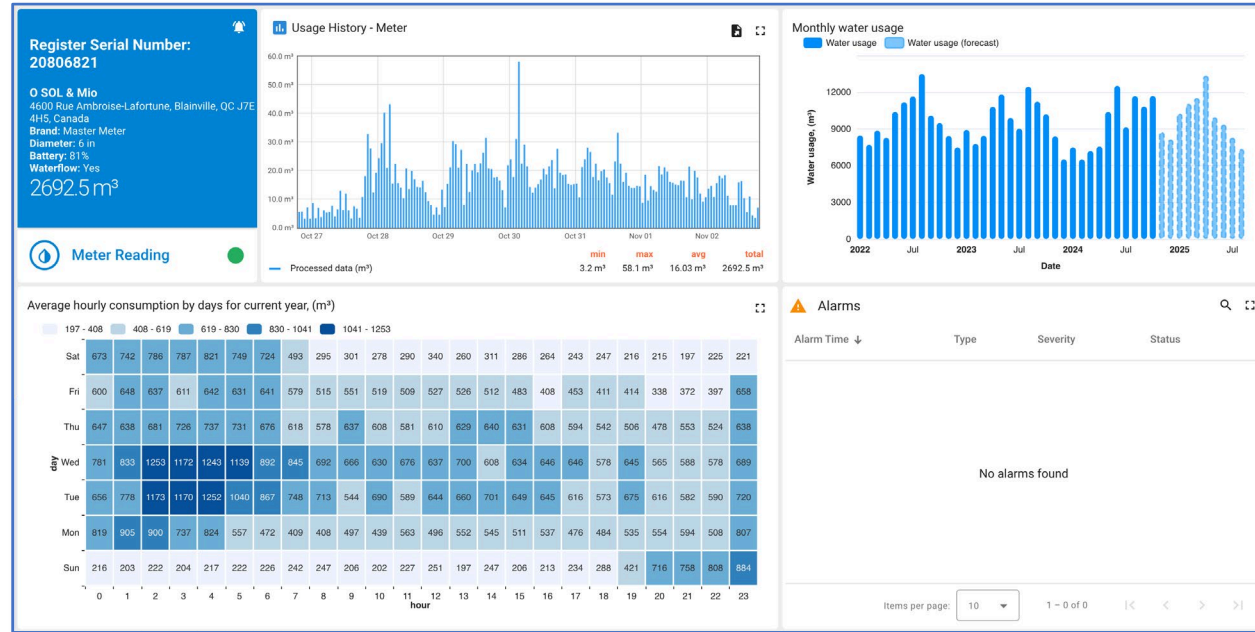 Register Serial Number:
20806821
O SOL & Mio
4600 Rue Ambroise-Lafortune, Blainville, QC J7E
4H5, Canada
Brand: Master Meter
Diameter: 6 in
Battery: 81%
Waterflow: Yes
2692.5 m³
Meter Reading
Usage History - Meter
60.0 m³
50.0 m³
40.0 m³
30.0 m³
20.0 m³
10.0 m³
0.0 m³
Oct 27 Oct 28 Oct 29 Oct 30 Oct 31 Nov 01 Nov 02
min max avg total
Processed data (m³) 3.2 m³ 58.1 m³ 16.03 m³ 2692.5 m³
Monthly water usage
Water usage Water usage (forecast)
Water usage, (m³)
12000
9000
6000
3000
0
2022 Jul 2023 Jul 2024 Jul 2025 Jul
Date
Average hourly consumption by days for current year, (m³)
197 - 408 408 - 619 619 - 830 830 - 1041 1041 - 1253
day
Sat 673 742 786 787 821 749 724 493 295 301 278 290 340 260 311 286 264 243 247 216 215 197 225 221
Fri 600 648 637 611 642 631 641 579 515 551 519 509 527 526 512 483 408 453 411 414 338 372 397 658
Thu 647 638 681 726 737 731 676 618 578 637 608 581 610 629 640 631 608 594 542 506 478 553 524 638
Wed 781 833 1253 1172 1243 1139 892 845 692 666 630 676 637 700 608 634 646 646 578 645 565 588 578 689
Tue 656 778 1173 1170 1252 1040 867 748 713 544 690 589 644 660 701 649 645 616 573 675 616 582 590 720
Mon 819 905 900 737 824 557 472 409 408 497 439 563 496 552 545 511 537 476 484 535 554 594 508 807
Sun 216 203 222 204 217 222 226 242 247 206 202 227 251 197 247 206 213 234 288 421 716 758 808 884
0 1 2 3 4 5 6 7 8 9 10 11 12 13 14 15 16 17 18 19 20 21 22 23
hour
Alarms
Alarm Time ↓ Type Severity Status
No alarms found
Items per page: 10 1 – 0 of 0